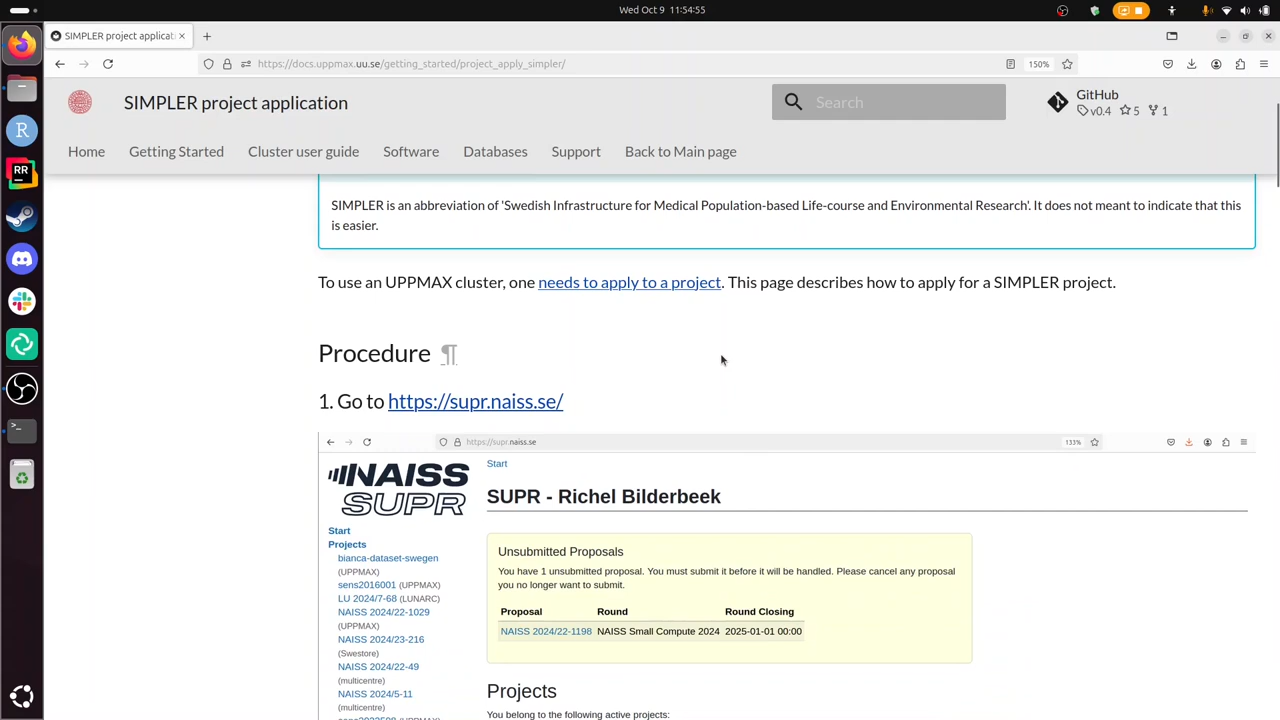 Wed Oct 9 11:54:55
SIMPLER project applicat
https://docs.uppmax.uu.se/getting_started/project_apply_simpler/
150%
SIMPLER project application
Search
GitHub
v0.4 5 1
Home
Getting Started
Cluster user guide
Software
Databases
Support
Back to Main page
SIMPLER is an abbreviation of 'Swedish Infrastructure for Medical Population-based Life-course and Environmental Research'. It does not meant to indicate that this
is easier.
To use an UPPMAX cluster, one needs to apply to a project. This page describes how to apply for a SIMPLER project.
Procedure ¶
1. Go to https://supr.naiss.se/
https://supr.naiss.se
133%
NAISS
SUPR
Start
Projects
bianca-dataset-swegen
(UPPMAX)
sens2016001 (UPPMAX)
LU 2024/7-68 (LUNARC)
NAISS 2024/22-1029
(UPPMAX)
NAISS 2024/23-216
(Swestore)
NAISS 2024/22-49
(multicentre)
NAISS 2024/5-11
(multicentre)
Start
SUPR - Richel Bilderbeek
Unsubmitted Proposals
You have 1 unsubmitted proposal. You must submit it before it will be handled. Please cancel any proposal
you no longer want to submit.
Proposal Round Round Closing
NAISS 2024/22-1198 NAISS Small Compute 2024 2025-01-01 00:00
Projects
You belong to the following active projects: